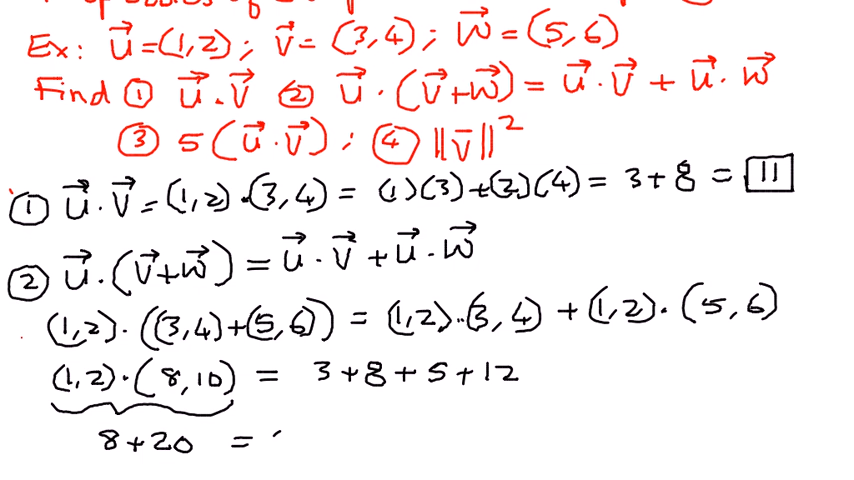 Ex: u⃗=(1,2); v⃗=(3,4); w⃗=(5,6)
Find ① u⃗·v⃗ ② u⃗·(v⃗+w⃗)=u⃗·v⃗+u⃗·w⃗
③ 5(u⃗·v⃗); ④ ‖v̄‖²
① u⃗·v⃗=(1,2)·(3,4)=(1)(3)+(2)(4)=3+8=11
② u⃗·(v⃗+w⃗)=u⃗·v⃗+u⃗·w⃗
(1,2)·((3,4)+(5,6))=(1,2)·(3,4)+(1,2)·(5,6)
(1,2)·(8,10)=3+8+5+12
8+20=